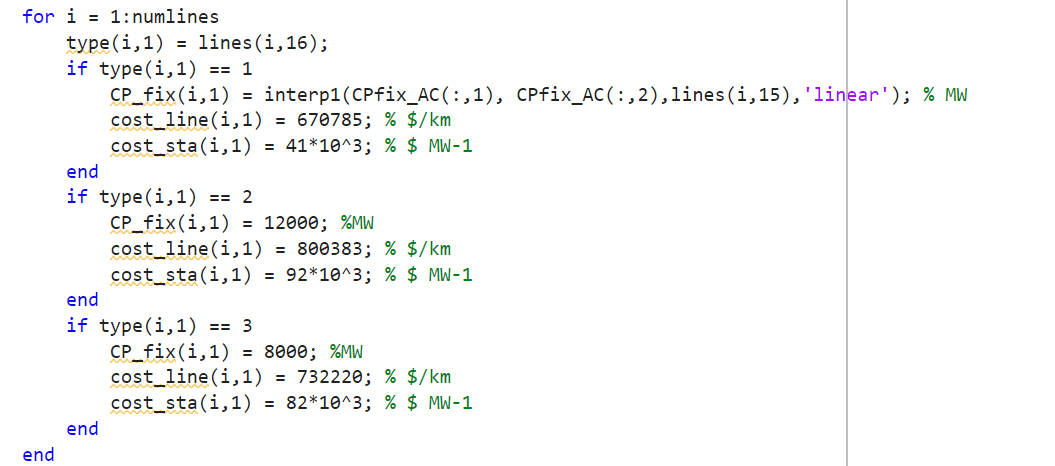 for i = 1:numlines
    type(i,1) = lines(i,16);
    if type(i,1) == 1
        CP_fix(i,1) = interp1(CPfix_AC(:,1), CPfix_AC(:,2),lines(i,15),'linear'); % MW
        cost_line(i,1) = 670785; % $/km
        cost_sta(i,1) = 41*10^3; % $ MW-1
    end
    if type(i,1) == 2
        CP_fix(i,1) = 12000; %MW
        cost_line(i,1) = 800383; % $/km
        cost_sta(i,1) = 92*10^3; % $ MW-1
    end
    if type(i,1) == 3
        CP_fix(i,1) = 8000; %MW
        cost_line(i,1) = 732220; % $/km
        cost_sta(i,1) = 82*10^3; % $ MW-1
    end
end